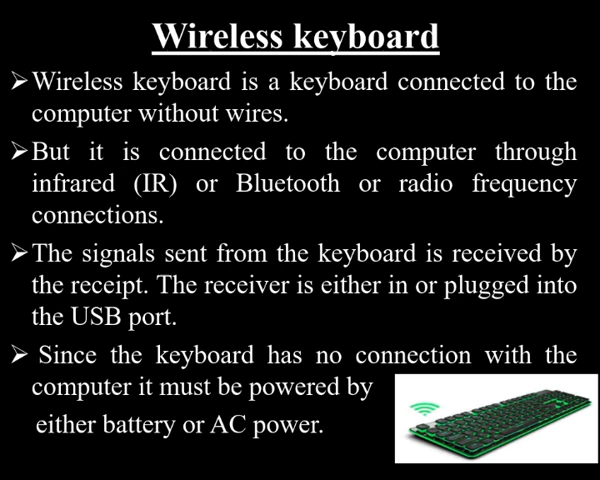 Wireless keyboard
➢Wireless keyboard is a keyboard connected to the
computer without wires.
➢But it is connected to the computer through
infrared (IR) or Bluetooth or radio frequency
connections.
➢The signals sent from the keyboard is received by
the receipt. The receiver is either in or plugged into
the USB port.
➢ Since the keyboard has no connection with the
computer it must be powered by
either battery or AC power.